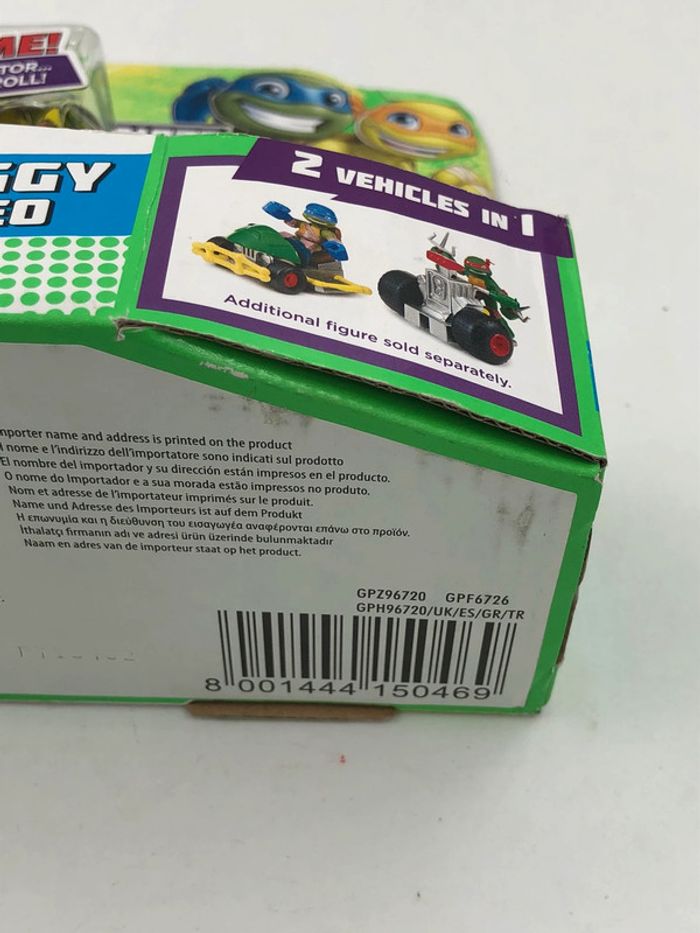 ME!
TOR...
ROLL!
GGY
EO
2 VEHICLES IN 1
Additional figure sold separately.
mporter name and address is printed on the product
l nome e l'indirizzo dell'importatore sono indicati sul prodotto
El nombre del importador y su dirección están impresos en el producto.
O nome do Importador e a sua morada estão impressos no produto.
Nom et adresse de l'importateur imprimés sur le produit.
Name und Adresse des Importeurs ist auf dem Produkt
Η επωνυμία και η διεύθυνση του εισαγωγέα αναφέρονται επάνω στο προϊόν.
İthalatçı firmanın adı ve adresi ürün üzerinde bulunmaktadır
Naam en adres van de importeur staat op het product.
GPZ96720 GPF6726
GPH96720/UK/ES/GR/TR
8 001444 150469